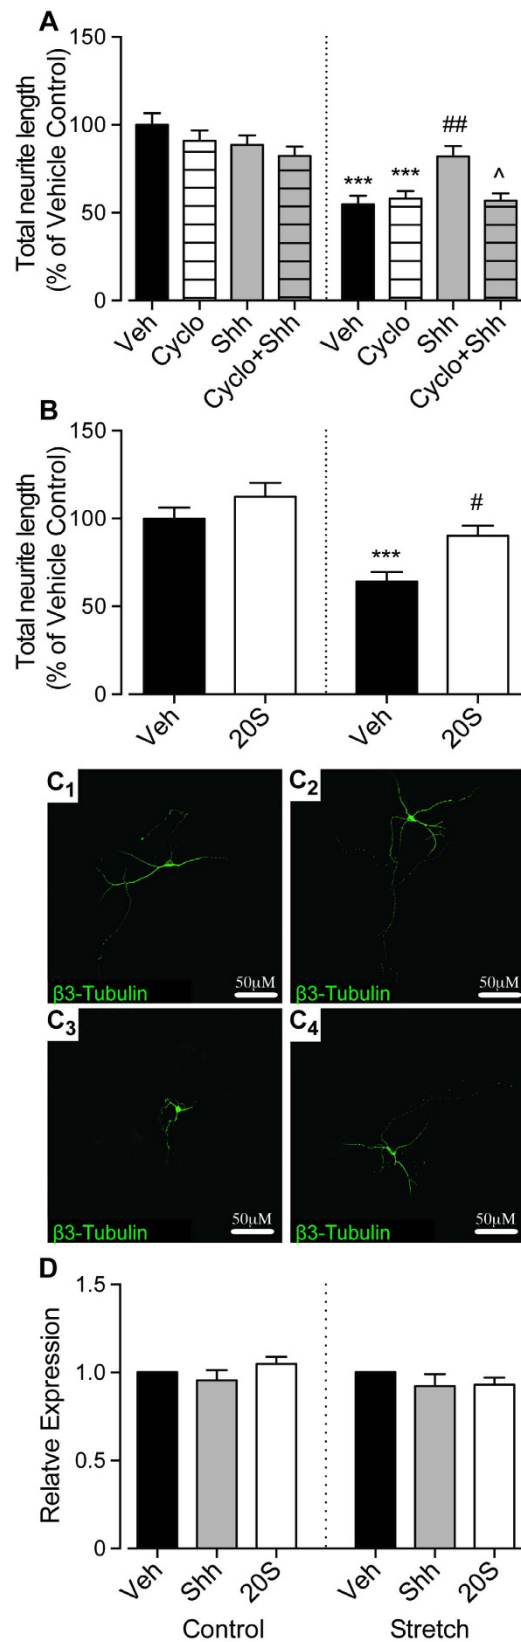 A
Total neurite length
(% of Vehicle Control)
150
100
50
0
***
***
##
^
Veh
Cyclo
Shh
Cyclo+Shh
Veh
Cyclo
Shh
Cyclo+Shh
B
Total neurite length
(% of Vehicle Control)
150
100
50
0
***
#
Veh
20S
Veh
20S
C1
β3-Tubulin
50µM
C2
β3-Tubulin
50µM
C3
β3-Tubulin
50µM
C4
β3-Tubulin
50µM
D
Relative Expression
1.5
1.0
0.5
0
Veh
Shh
20S
Veh
Shh
20S
Control
Stretch